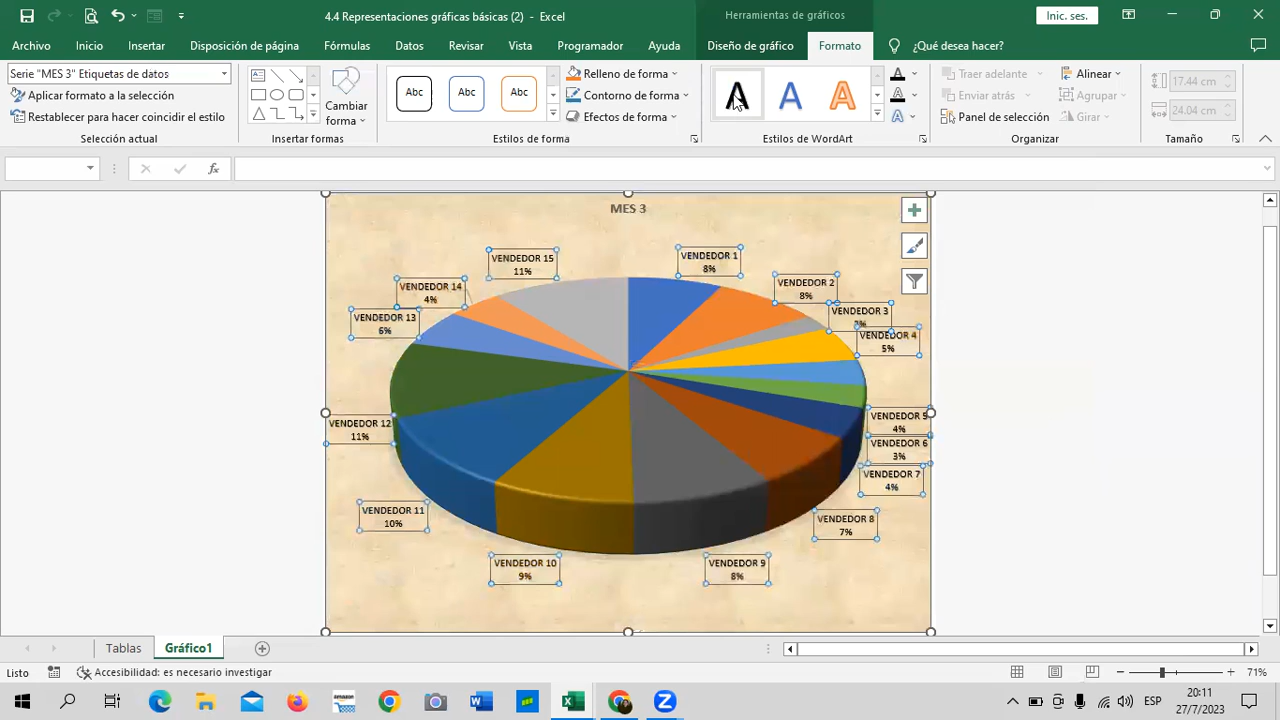 4.4 Representaciones gráficas básicas (2) - Excel
Herramientas de gráficos
Inic. ses.
Archivo
Inicio
Insertar
Disposición de página
Fórmulas
Datos
Revisar
Vista
Programador
Ayuda
Diseño de gráfico
Formato
¿Qué desea hacer?
Serie "MES 3" Etiquetas de datos
Aplicar formato a la selección
Restablecer para hacer coincidir el estilo
Selección actual
Cambiar
forma
Insertar formas
Abc
Abc
Abc
Relleno de forma
Contorno de forma
Efectos de forma
Estilos de forma
A
A
A
Estilos de WordArt
Traer adelante
Enviar atrás
Panel de selección
Alinear
Agrupar
Girar
Organizar
17.44 cm
24.04 cm
Tamaño
fx
MES 3
VENDEDOR 15
11%
VENDEDOR 1
8%
VENDEDOR 14
4%
VENDEDOR 2
8%
VENDEDOR 13
6%
VENDEDOR 3
VENDEDOR 4
5%
VENDEDOR 12
11%
VENDEDOR 5
4%
VENDEDOR 6
3%
VENDEDOR 7
4%
VENDEDOR 11
10%
VENDEDOR 8
7%
VENDEDOR 10
9%
VENDEDOR 9
8%
Tablas
Gráfico1
Listo
Accesibilidad: es necesario investigar
71%
ESP
20:11
27/7/2023